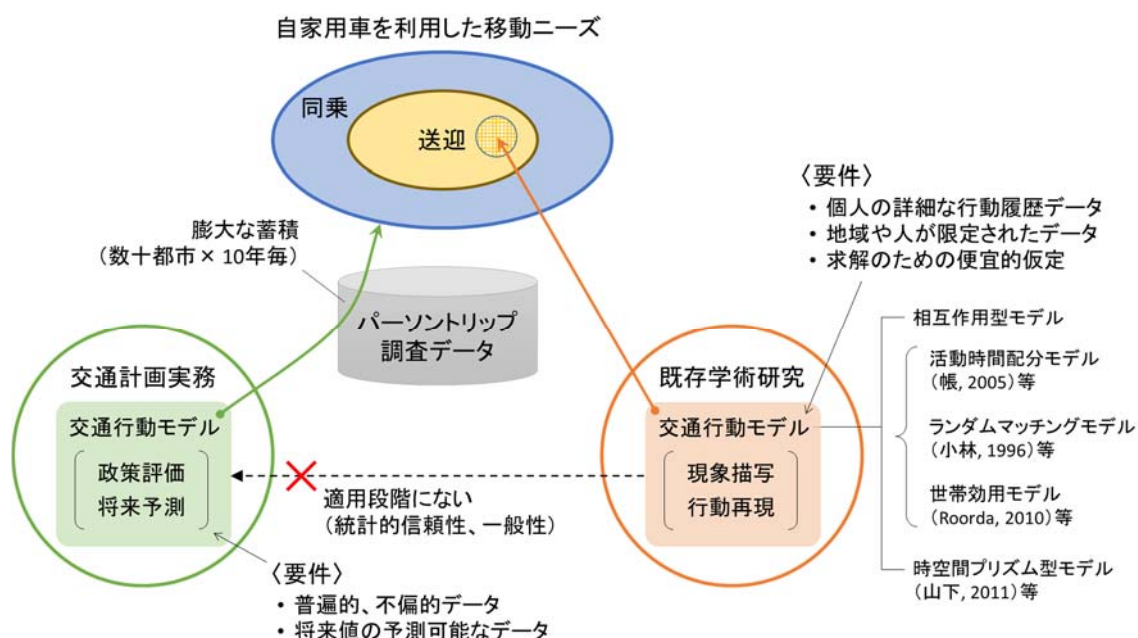 自家用車を利用した移動ニーズ
同乗
送迎
膨大な蓄積
(数十都市×10年毎)
パーソントリップ
調査データ
〈要件〉
• 個人の詳細な行動履歴データ
• 地域や人が限定されたデータ
• 求解のための便宜的仮定
交通計画実務
交通行動モデル
政策評価
将来予測
適用段階にない
(統計的信頼性、一般性)
〈要件〉
• 普遍的、不偏的データ
• 将来値の予測可能なデータ
既存学術研究
交通行動モデル
現象描写
行動再現
相互作用型モデル
活動時間配分モデル
(帳, 2005)等
ランダムマッチングモデル
(小林, 1996)等
世帯効用モデル
(Roorda, 2010)等
時空間プリズム型モデル
(山下, 2011)等